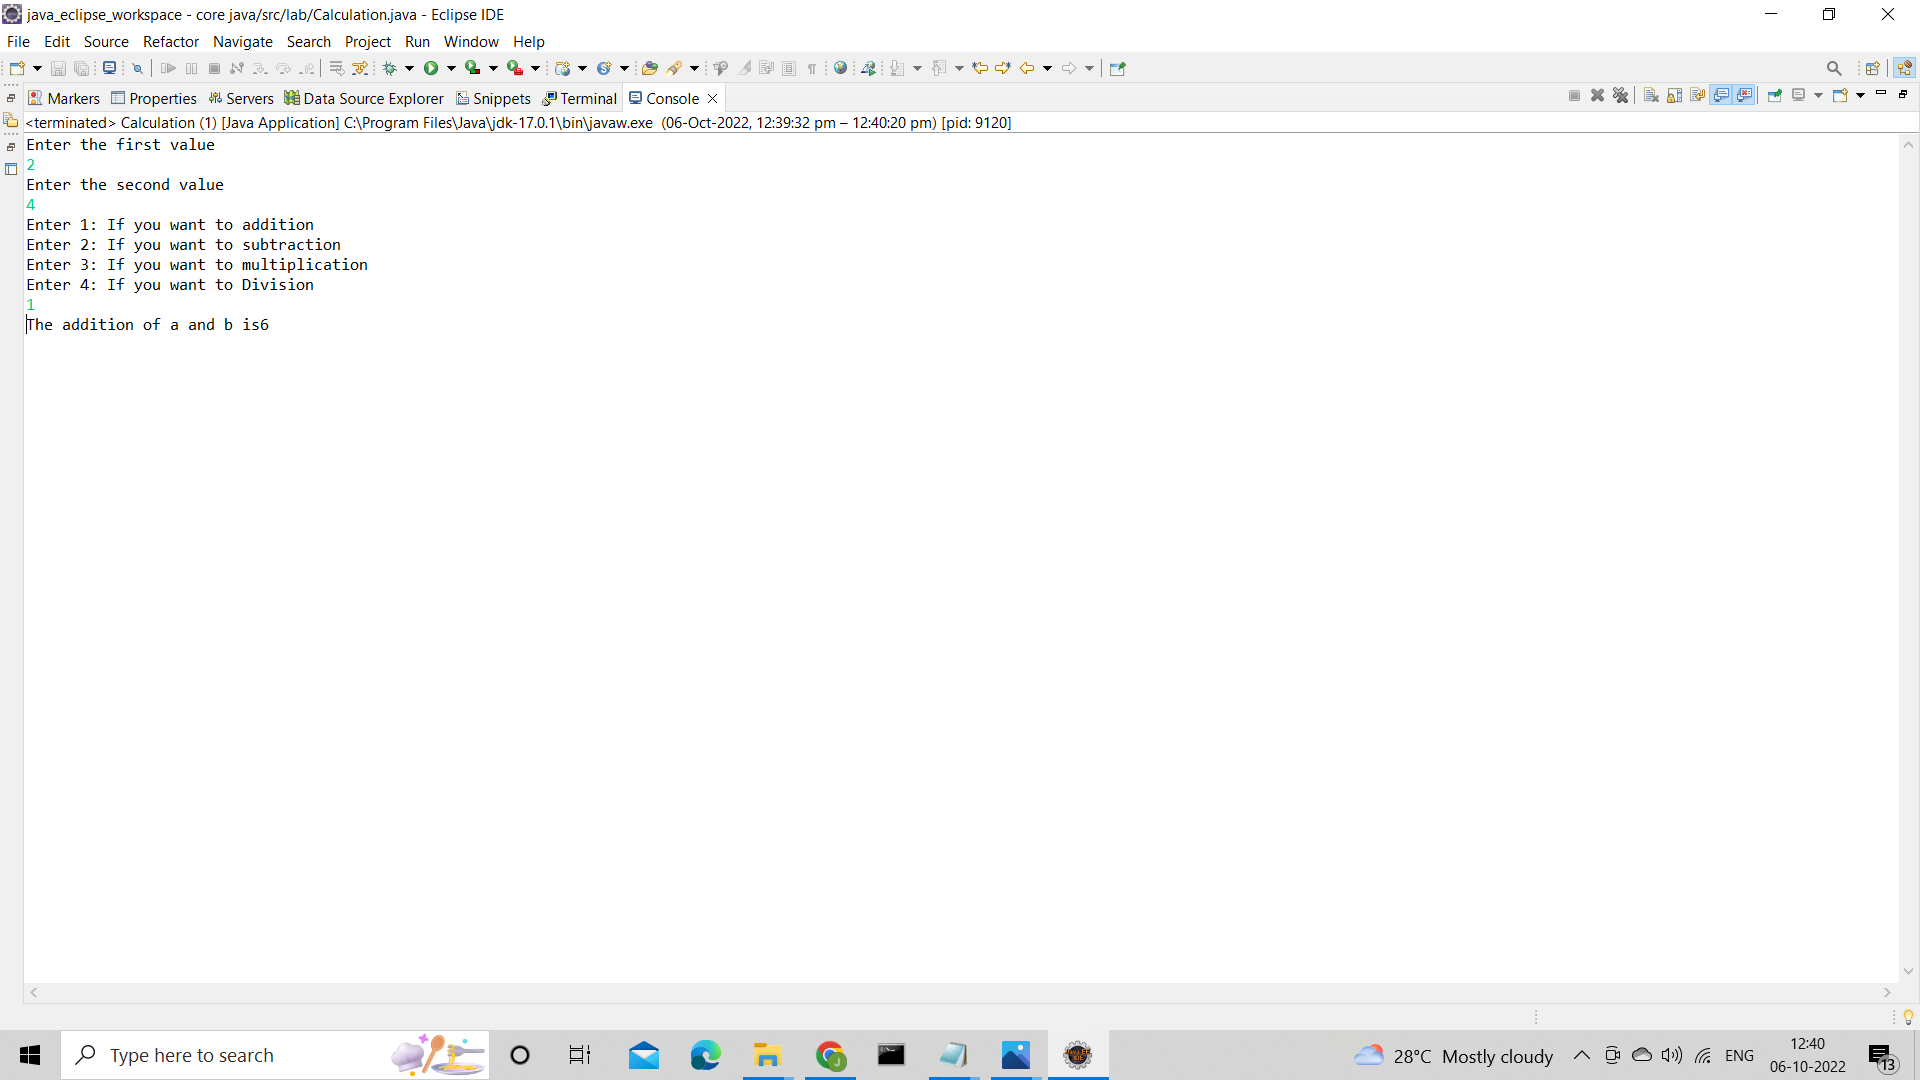 java_eclipse_workspace - core java/src/lab/Calculation.java - Eclipse IDE
File Edit Source Refactor Navigate Search Project Run Window Help
Markers Properties Servers Data Source Explorer Snippets Terminal Console
<terminated> Calculation (1) [Java Application] C:\Program Files\Java\jdk-17.0.1\bin\javaw.exe (06-Oct-2022, 12:39:32 pm – 12:40:20 pm) [pid: 9120]
Enter the first value
2
Enter the second value
4
Enter 1: If you want to addition
Enter 2: If you want to subtraction
Enter 3: If you want to multiplication
Enter 4: If you want to Division
1
The addition of a and b is6
Type here to search
28°C Mostly cloudy
ENG
12:40
06-10-2022
13